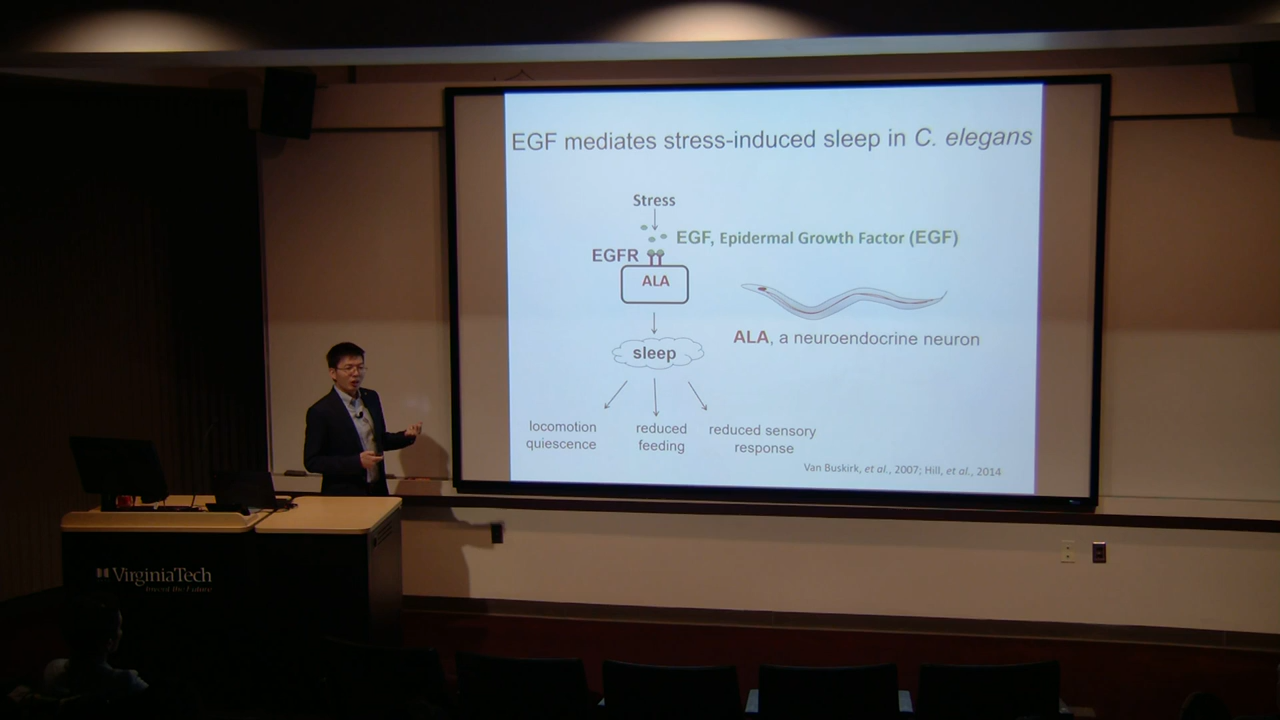 EGF mediates stress-induced sleep in C. elegans
Stress
EGF, Epidermal Growth Factor (EGF)
EGFR
ALA
ALA, a neuroendocrine neuron
sleep
locomotion
quiescence
reduced
feeding
reduced sensory
response
Van Buskirk, et al., 2007; Hill, et al., 2014
VirginiaTech
Invent the Future